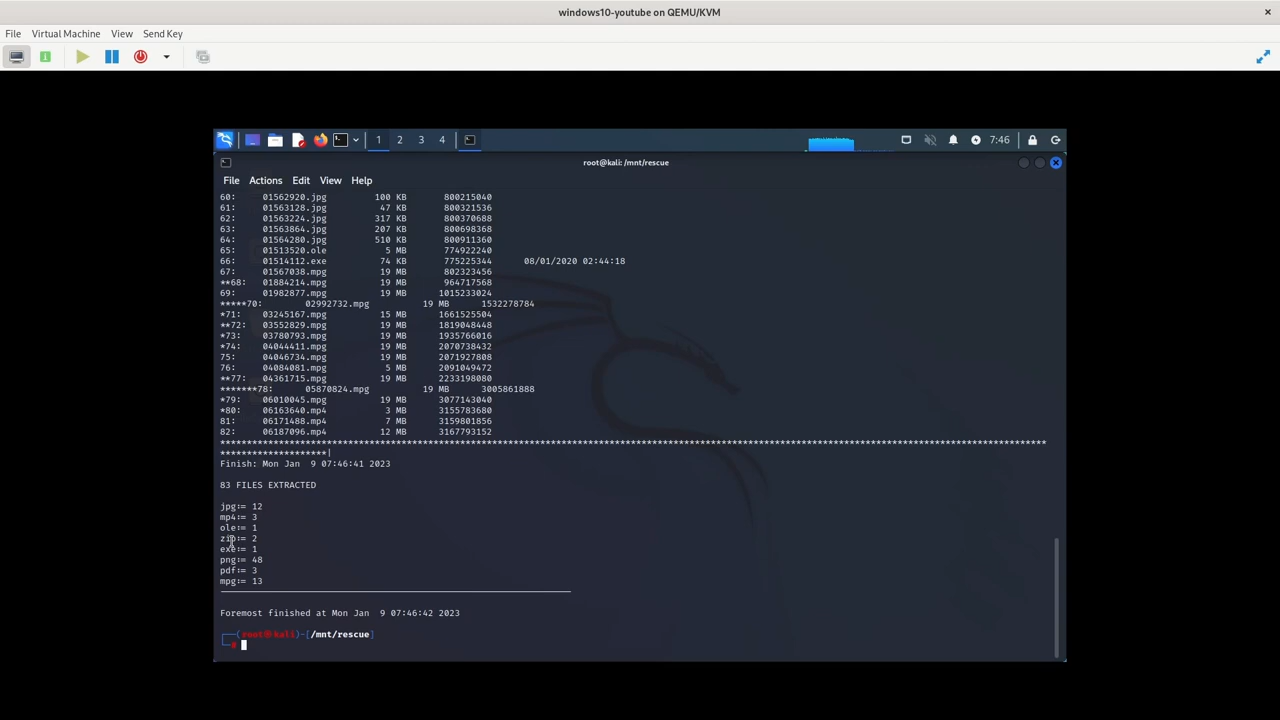 windows10-youtube on QEMU/KVM
File Virtual Machine View Send Key
1 2 3 4 7:46
root@kali: /mnt/rescue
File Actions Edit View Help
60: 01562920.jpg 100 KB 800215040
61: 01563128.jpg 47 KB 800321536
62: 01563224.jpg 317 KB 800370688
63: 01563864.jpg 207 KB 800698368
64: 01564280.jpg 510 KB 800911360
65: 01513520.ole 5 MB 774922240
66: 01514112.exe 74 KB 775225344 08/01/2020 02:44:18
67: 01567038.mpg 19 MB 802323456
**68: 01884214.mpg 19 MB 964717568
69: 01982877.mpg 19 MB 1015233024
*****70: 02992732.mpg 19 MB 1532278784
*71: 03245167.mpg 15 MB 1661525504
**72: 03552829.mpg 19 MB 1819048448
*73: 03780793.mpg 19 MB 1935766016
*74: 04044411.mpg 19 MB 2070738432
75: 04046734.mpg 19 MB 2071927808
76: 04084081.mpg 5 MB 2091049472
**77: 04361715.mpg 19 MB 2233198080
*******78: 05870824.mpg 19 MB 3005861888
*79: 06010045.mpg 19 MB 3077143040
*80: 06163640.mp4 3 MB 3155783680
81: 06171488.mp4 7 MB 3159801856
82: 06187096.mp4 12 MB 3167793152
***********************************************************************************************************************************************************
********************|
Finish: Mon Jan 9 07:46:41 2023
83 FILES EXTRACTED
jpg:= 12
mp4:= 3
ole:= 1
zip:= 2
exe:= 1
png:= 48
pdf:= 3
mpg:= 13
Foremost finished at Mon Jan 9 07:46:42 2023
┌──(root㉿kali)-[/mnt/rescue]
└─#